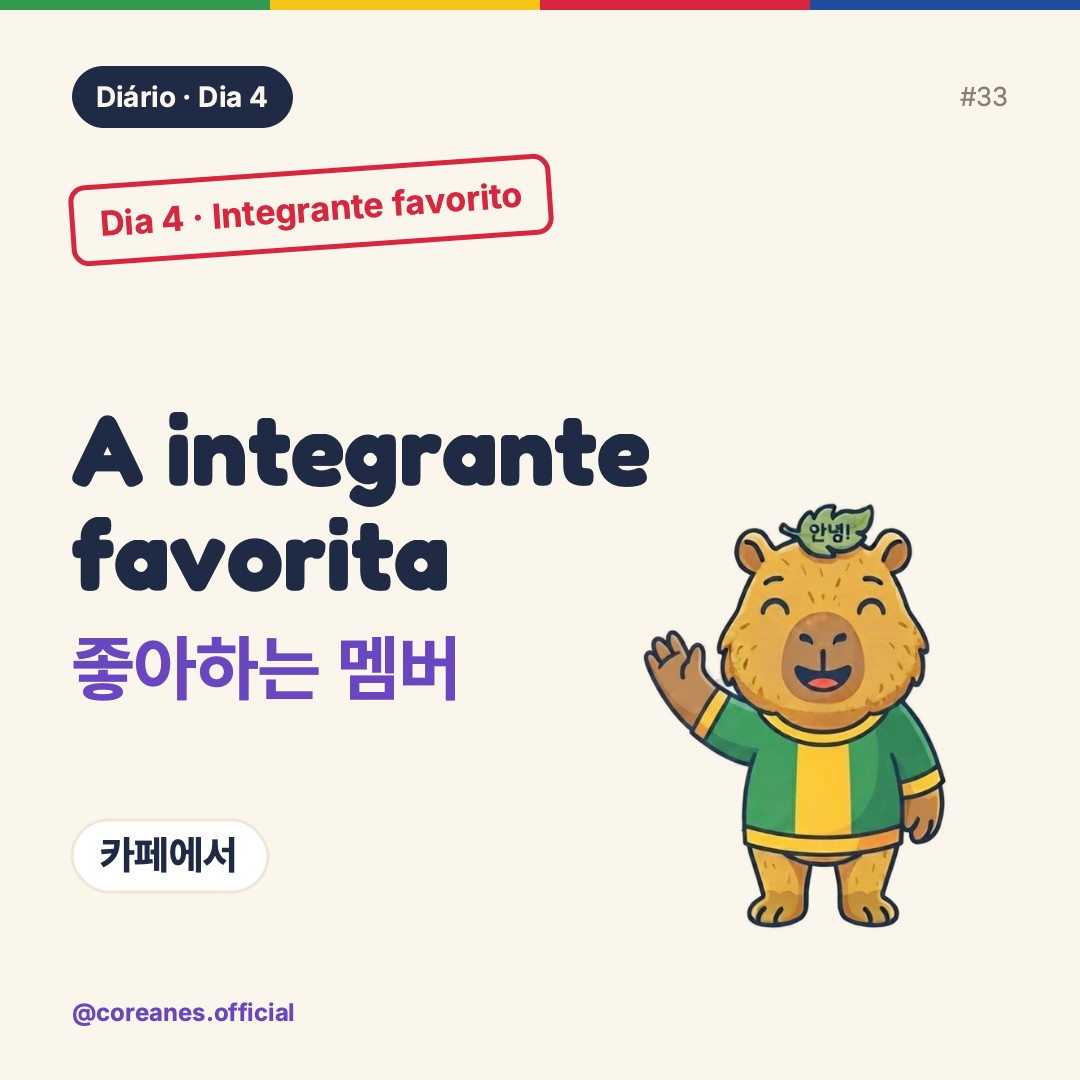 Diário · Dia 4
#33
Dia 4 · Integrante favorito
A integrante
favorita
좋아하는 멤버
안녕!
카페에서
@coreanes.official